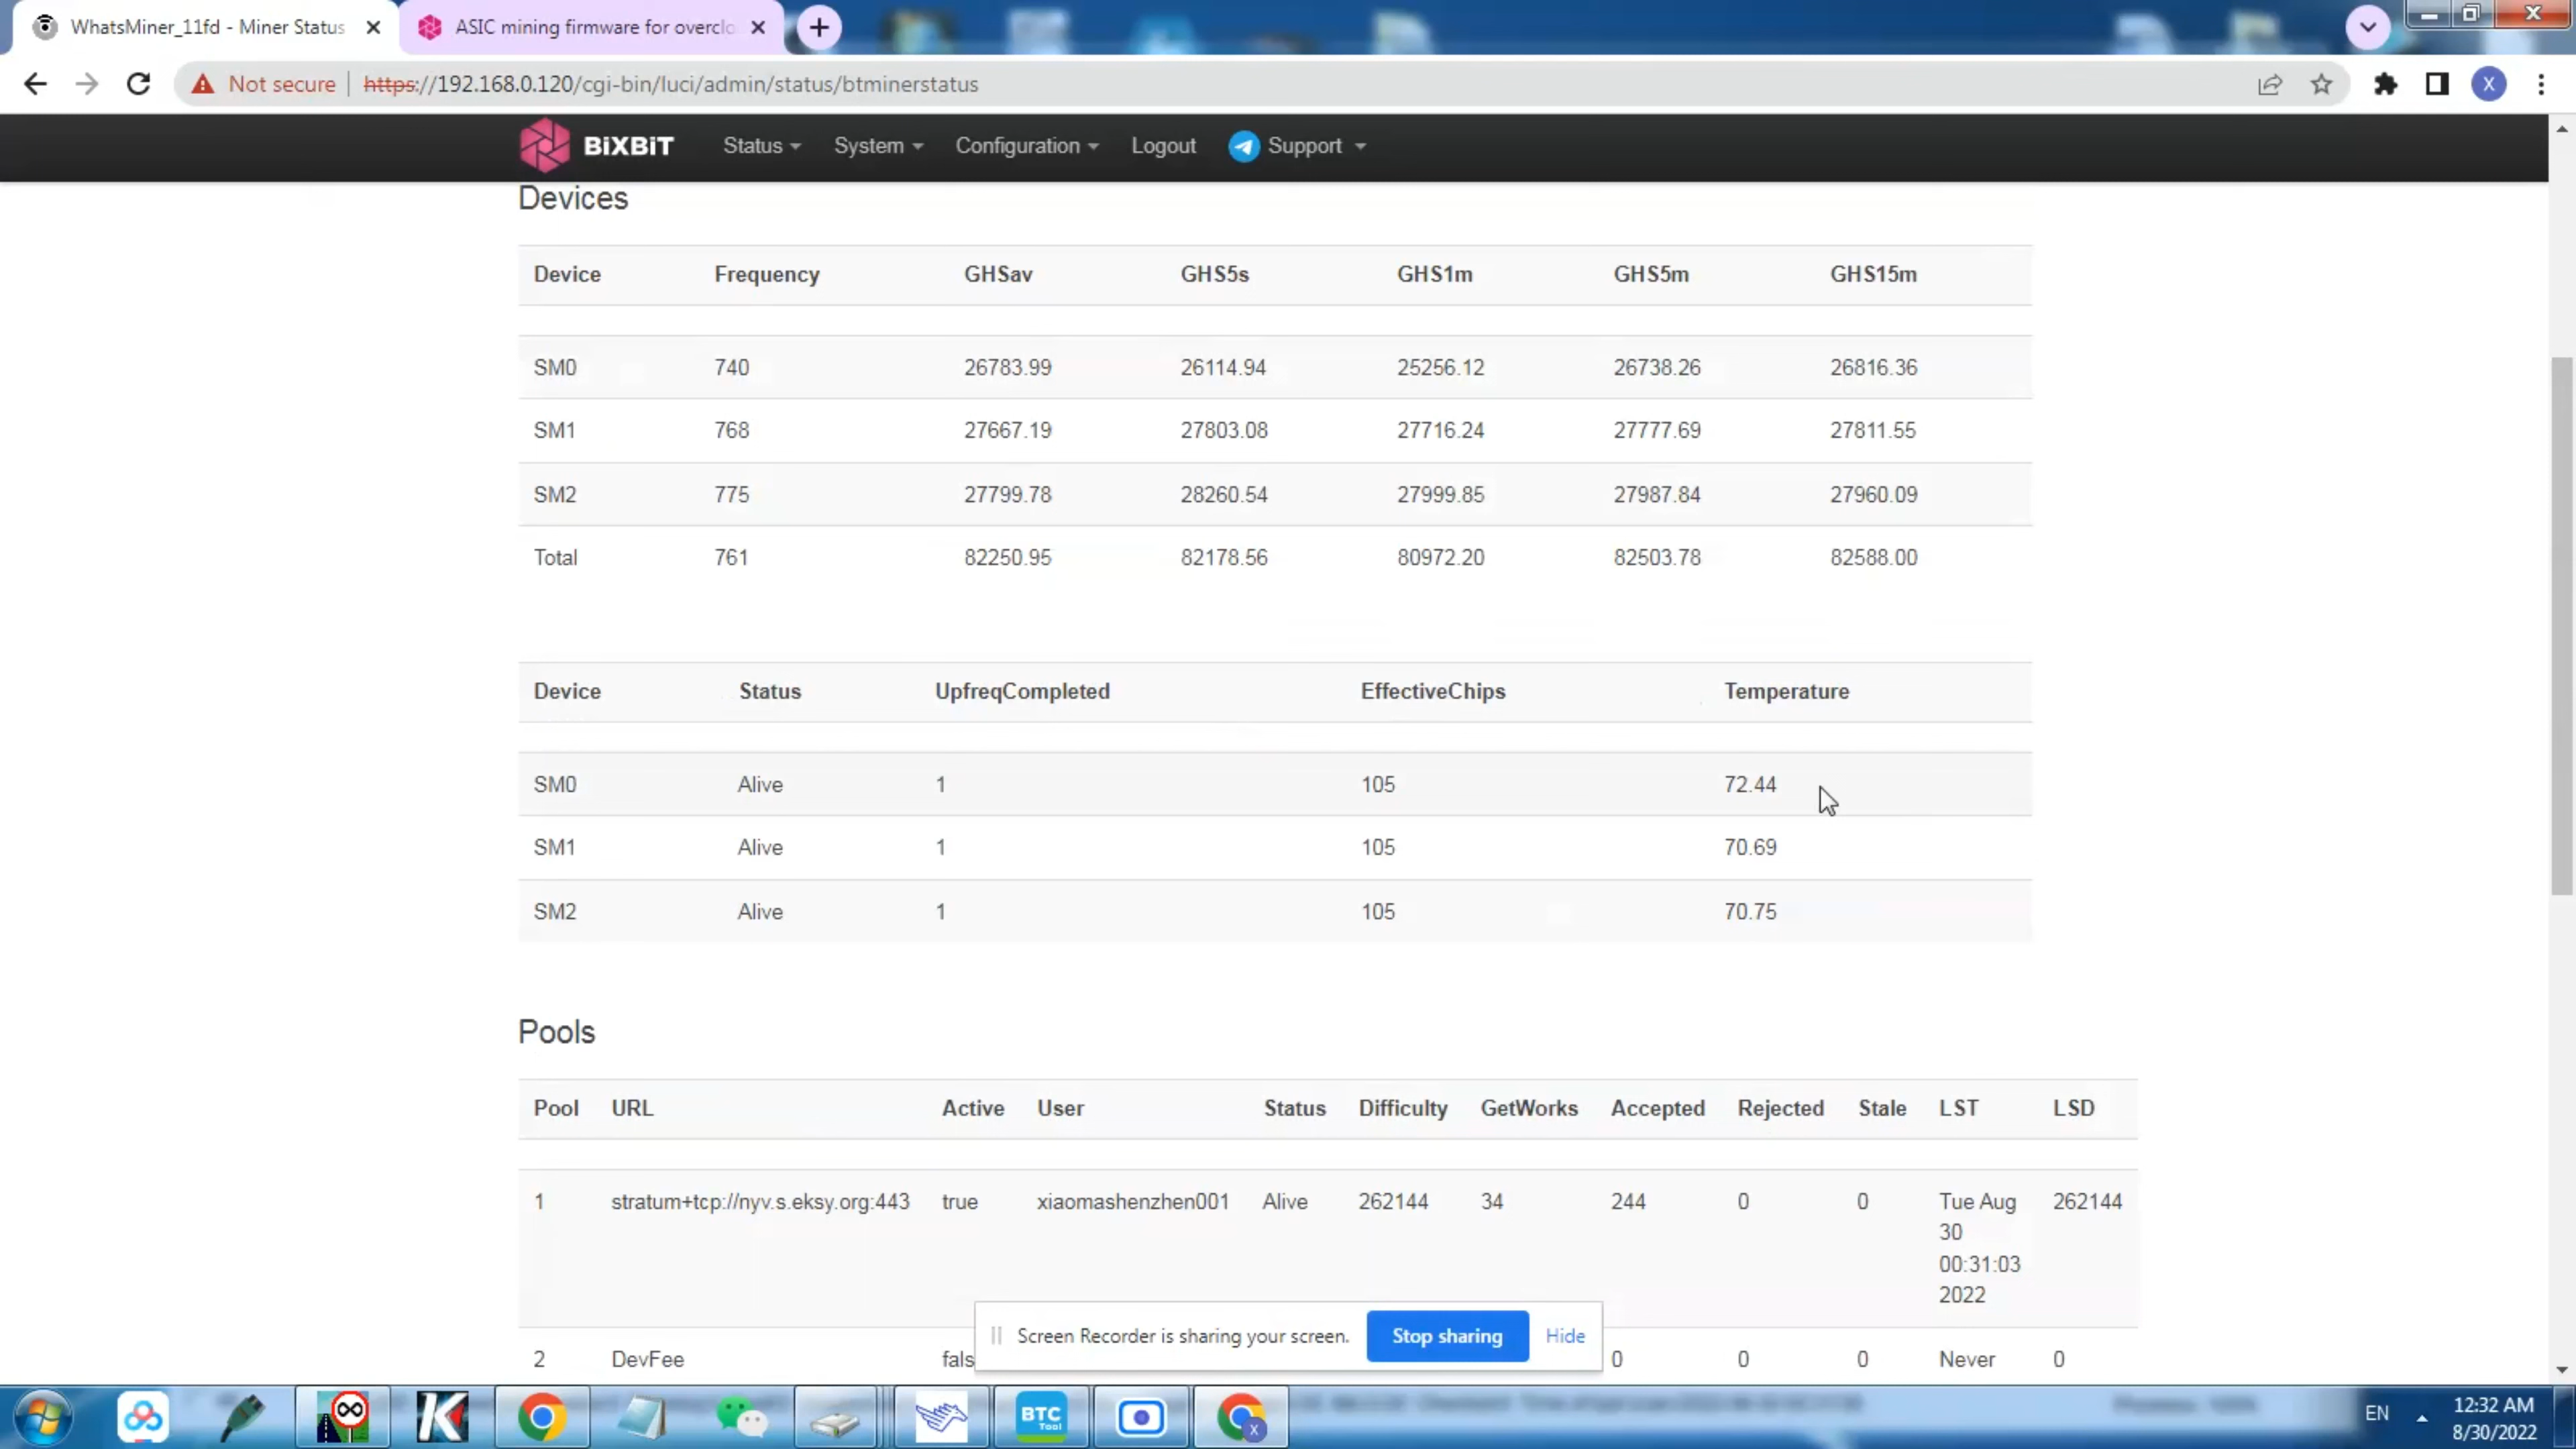 WhatsMiner_11fd - Miner Status
ASIC mining firmware for overclo
Not secure https://192.168.0.120/cgi-bin/luci/admin/status/btminerstatus
X
BiXBiT Status System Configuration Logout Support
Devices
Device Frequency GHSav GHS5s GHS1m GHS5m GHS15m
SM0 740 26783.99 26114.94 25256.12 26738.26 26816.36
SM1 768 27667.19 27803.08 27716.24 27777.69 27811.55
SM2 775 27799.78 28260.54 27999.85 27987.84 27960.09
Total 761 82250.95 82178.56 80972.20 82503.78 82588.00
Device Status UpfreqCompleted EffectiveChips Temperature
SM0 Alive 1 105 72.44
SM1 Alive 1 105 70.69
SM2 Alive 1 105 70.75
Pools
Pool URL Active User Status Difficulty GetWorks Accepted Rejected Stale LST LSD
1 stratum+tcp://nyv.s.eksy.org:443 true xiaomashenzhen001 Alive 262144 34 244 0 0 Tue Aug 262144
30
00:31:03
2022
Screen Recorder is sharing your screen. Stop sharing Hide
2 DevFee fals 0 0 0 Never 0
BTC
Tool
X
EN
12:32 AM
8/30/2022